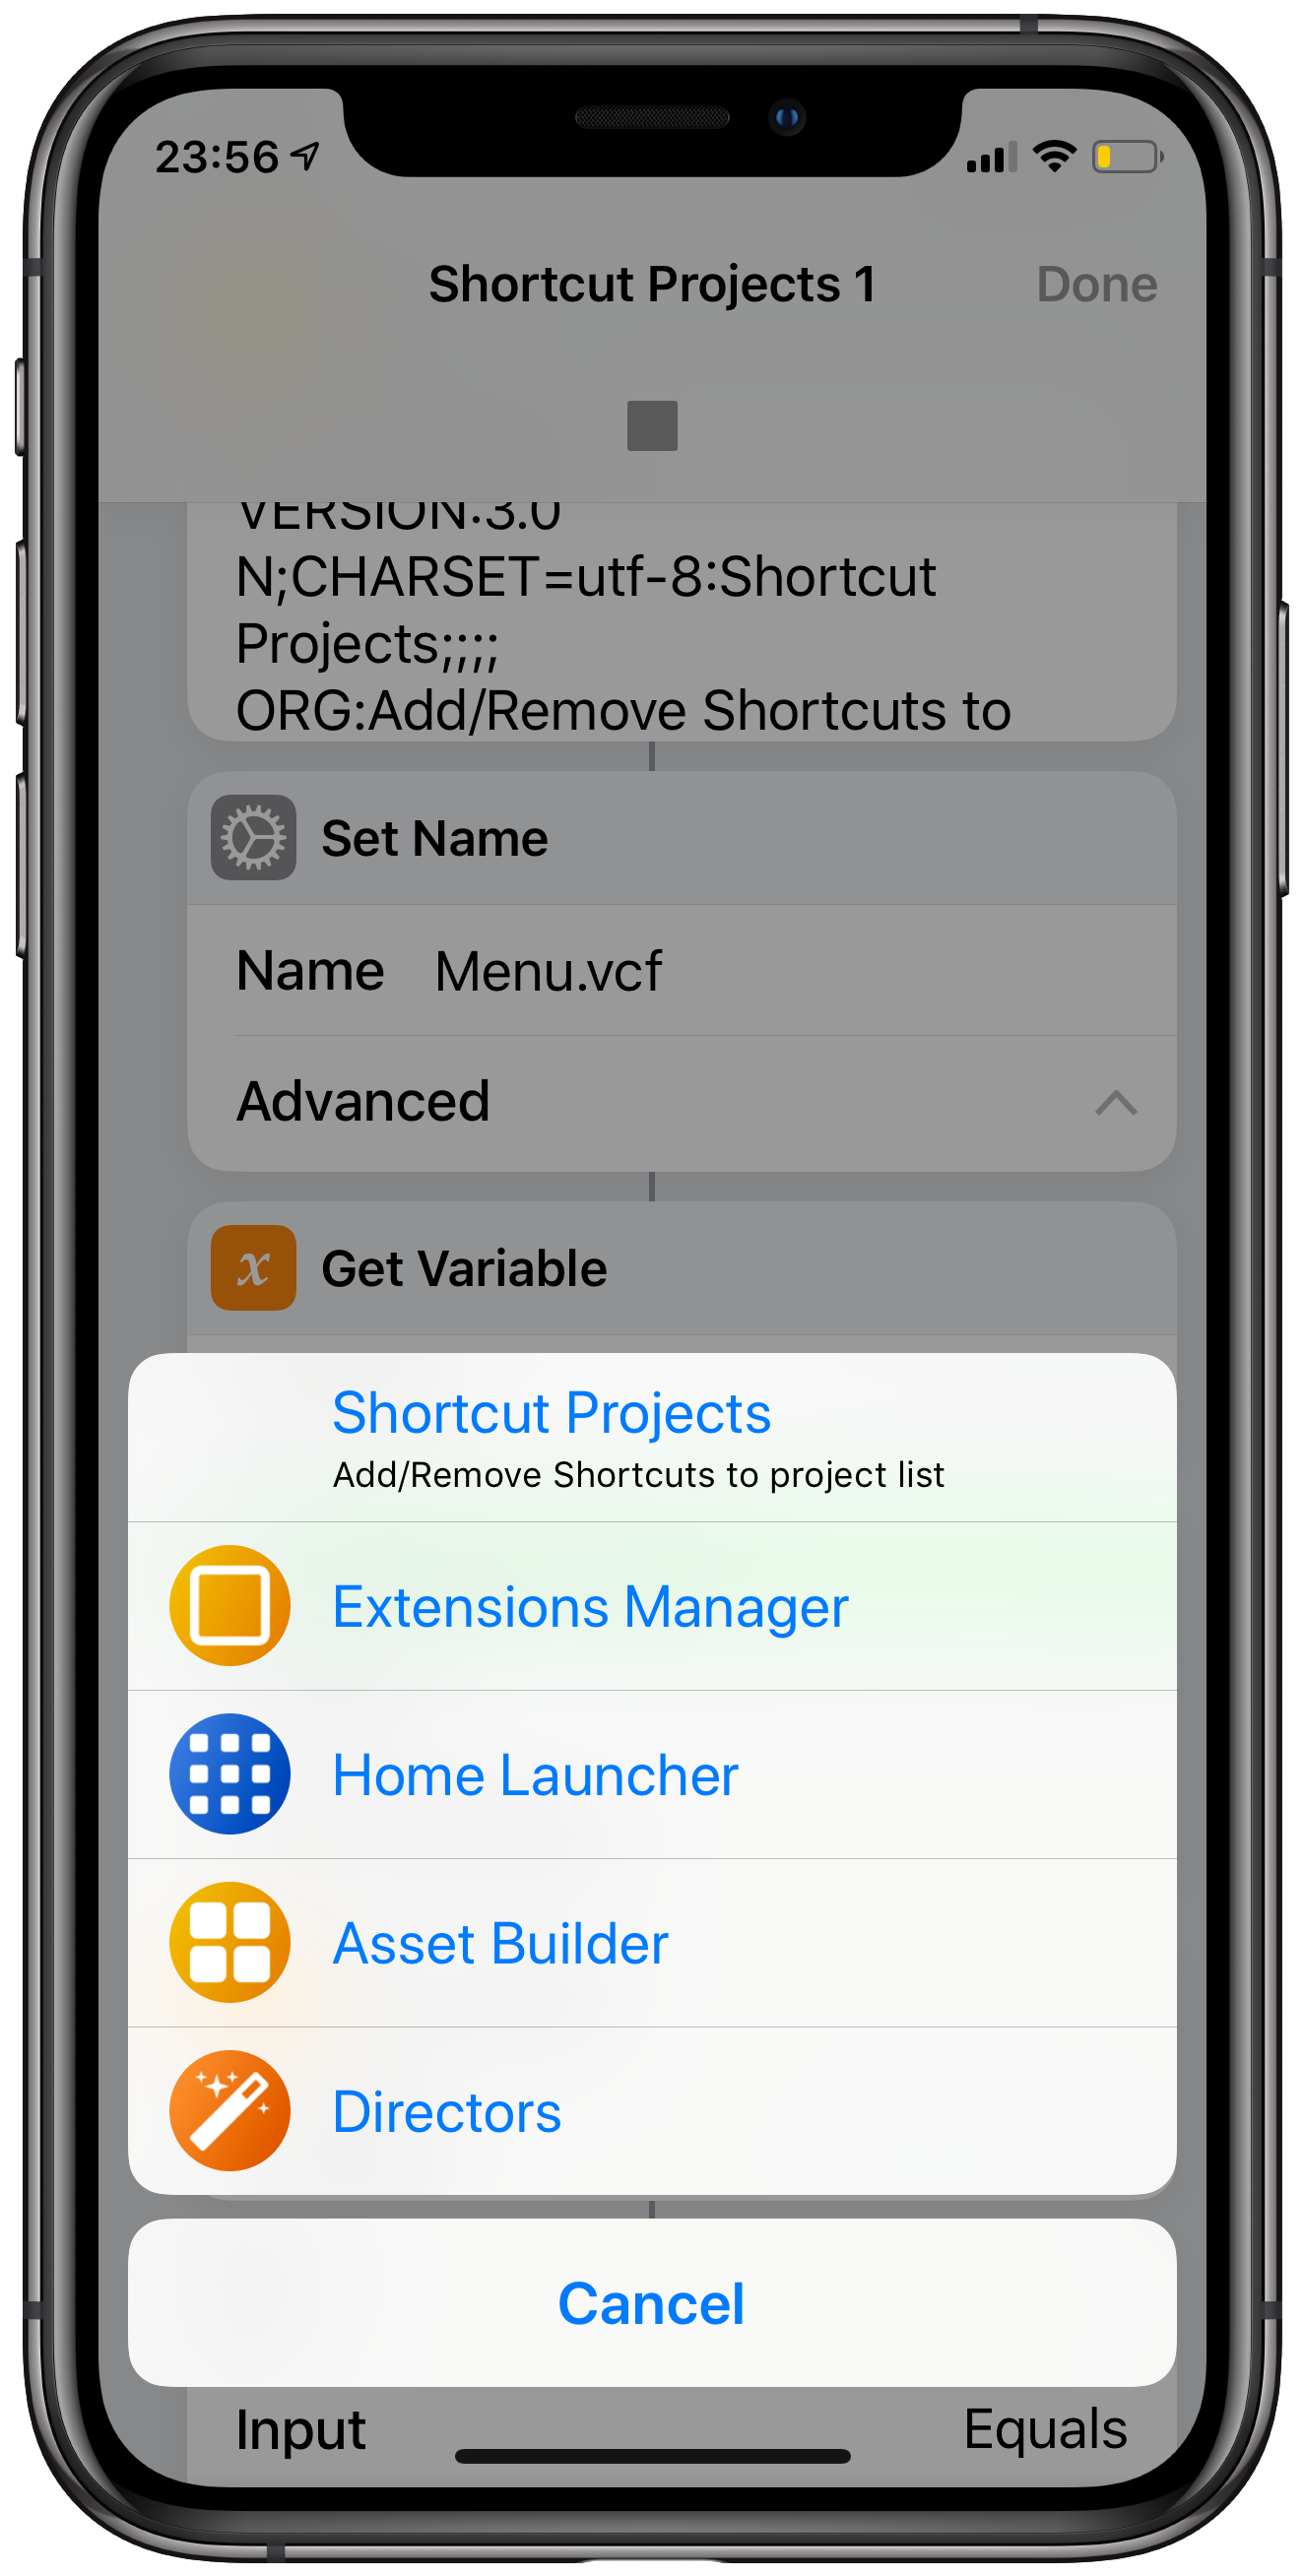 23:56
Shortcut Projects 1
Done
VERSION:3.0
N;CHARSET=utf-8:Shortcut
Projects;;;;
ORG:Add/Remove Shortcuts to
Set Name
Name Menu.vcf
Advanced
x Get Variable
Shortcut Projects
Add/Remove Shortcuts to project list
Extensions Manager
Home Launcher
Asset Builder
Directors
Cancel
Input Equals